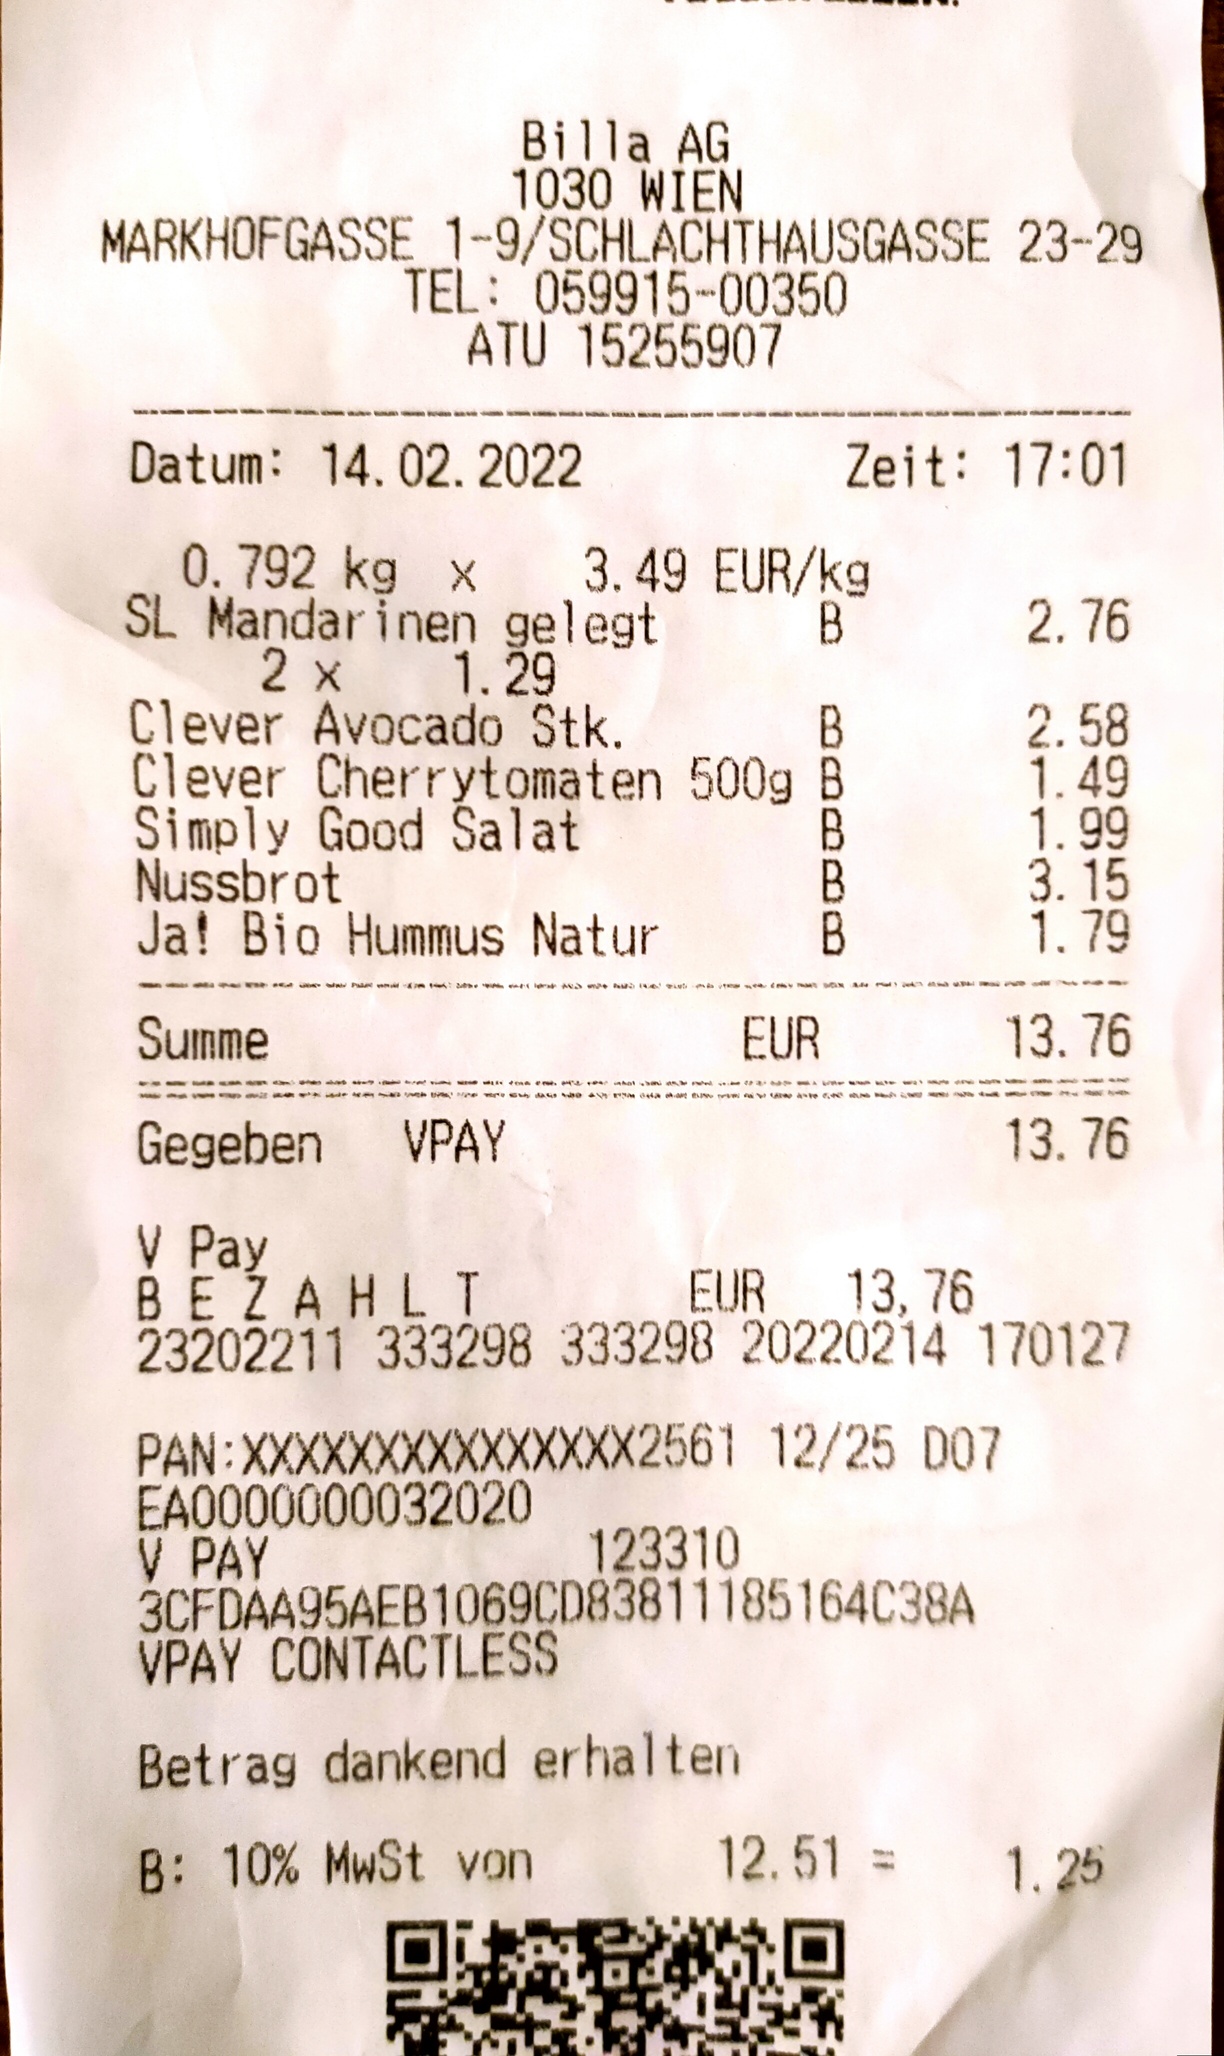 Billa AG
1030 WIEN
MARKHOFGASSE 1-9/SCHLACHTHAUSGASSE 23-29
TEL: 059915-00350
ATU 15255907
Datum: 14.02.2022 Zeit: 17:01
0.792 kg x 3.49 EUR/kg
SL Mandarinen gelegt B 2.76
2 x 1.29
Clever Avocado Stk. B 2.58
Clever Cherrytomaten 500g B 1.49
Simply Good Salat B 1.99
Nussbrot B 3.15
Ja! Bio Hummus Natur B 1.79
Summe EUR 13.76
Gegeben VPAY 13.76
V Pay
B E Z A H L T EUR 13,76
23202211 333298 333298 20220214 170127
PAN:XXXXXXXXXXXXXXX2561 12/25 D07
EA0000000032020
V PAY 123310
3CFDAA95AEB1069CD83811185164C38A
VPAY CONTACTLESS
Betrag dankend erhalten
B: 10% MwSt von 12.51 = 1.25